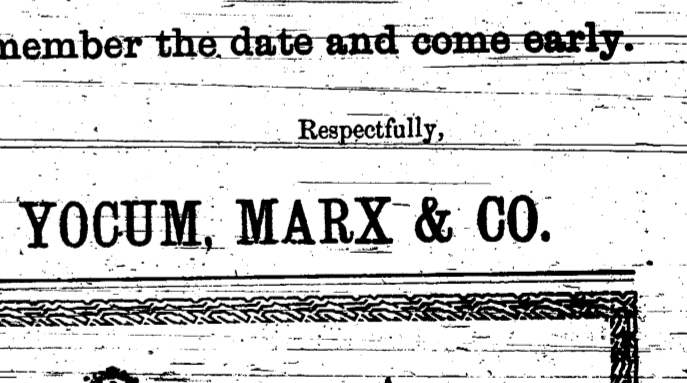 member the date and come early.
Respectfully,
YOCUM, MARX & CO.